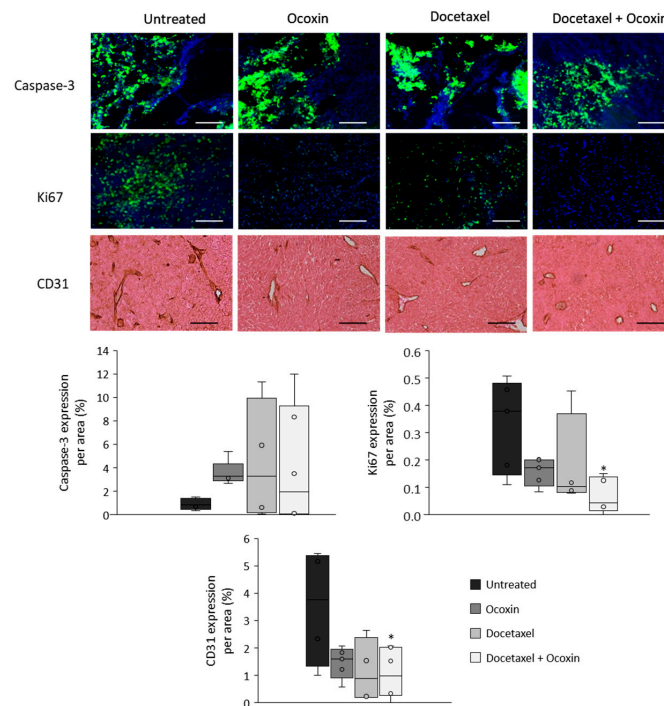 Untreated
Ocoxin
Docetaxel
Docetaxel + Ocoxin
Caspase-3
Ki67
CD31
14
12
10
8
6
4
2
0
Caspase-3 expression
per area (%)
0.6
0.5
0.4
0.3
0.2
0.1
0.0
Ki67 expression
per area (%)
*
6
5
4
3
2
1
0
CD31 expression
per area (%)
*
Untreated
Ocoxin
Docetaxel
Docetaxel + Ocoxin